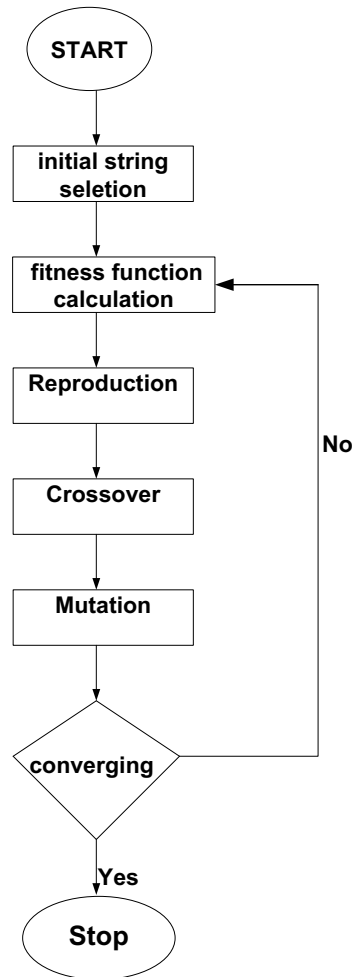 START
initial string
seletion
fitness function
calculation
Reproduction
No
Crossover
Mutation
converging
Yes
Stop